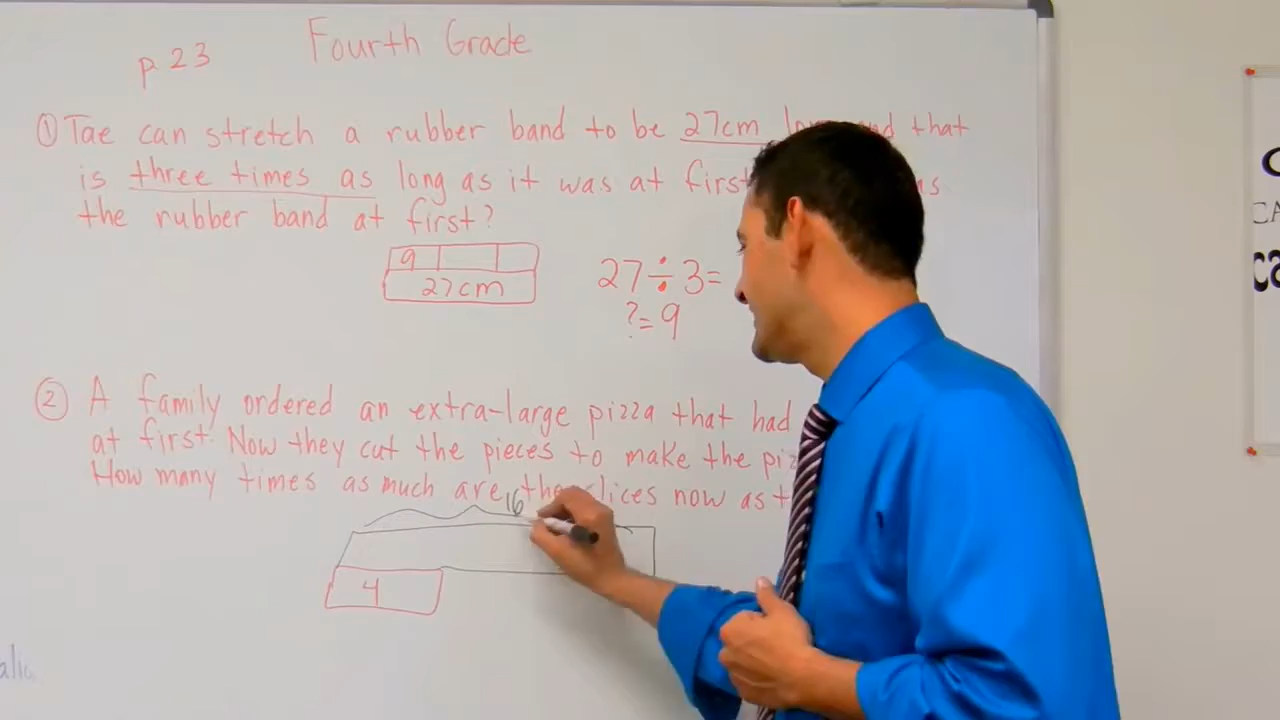 p 23
Fourth Grade
① Tae can stretch a rubber band to be 27cm that
is three times as long as it was at first
the rubber band at first?
9
27cm
27÷3=
?=9
② A family ordered an extra-large pizza that had
at first. Now they cut the pieces to make the
How many times as much are the slices now as
16
4